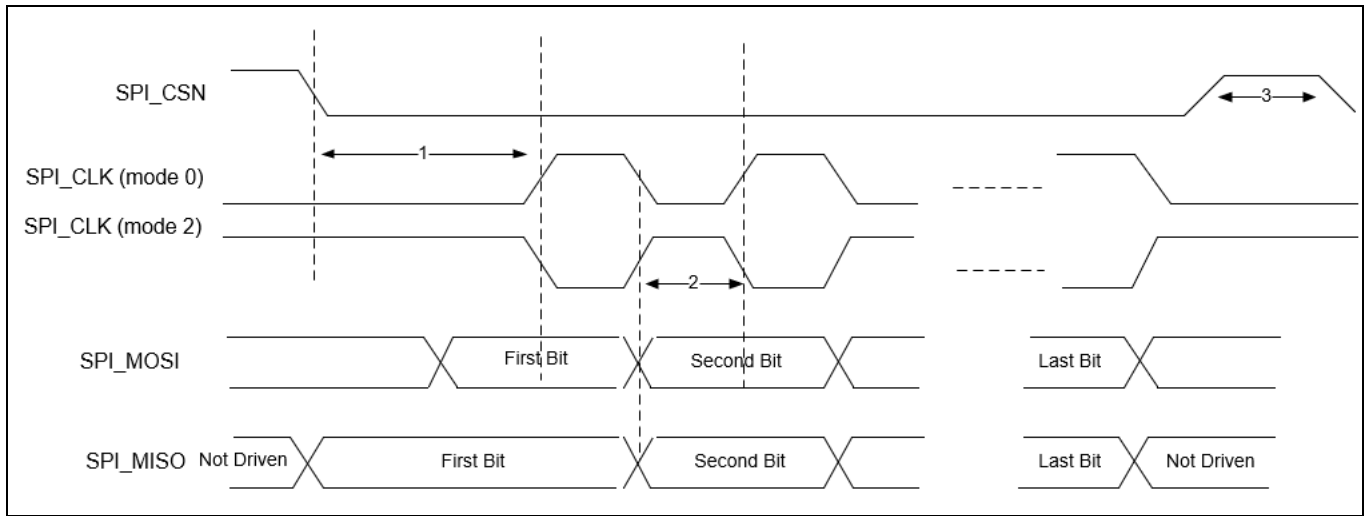 SPI_CSN
3
1
SPI_CLK (mode 0)
SPI_CLK (mode 2)
2
SPI_MOSI First Bit Second Bit Last Bit
SPI_MISO Not Driven First Bit Second Bit Last Bit Not Driven